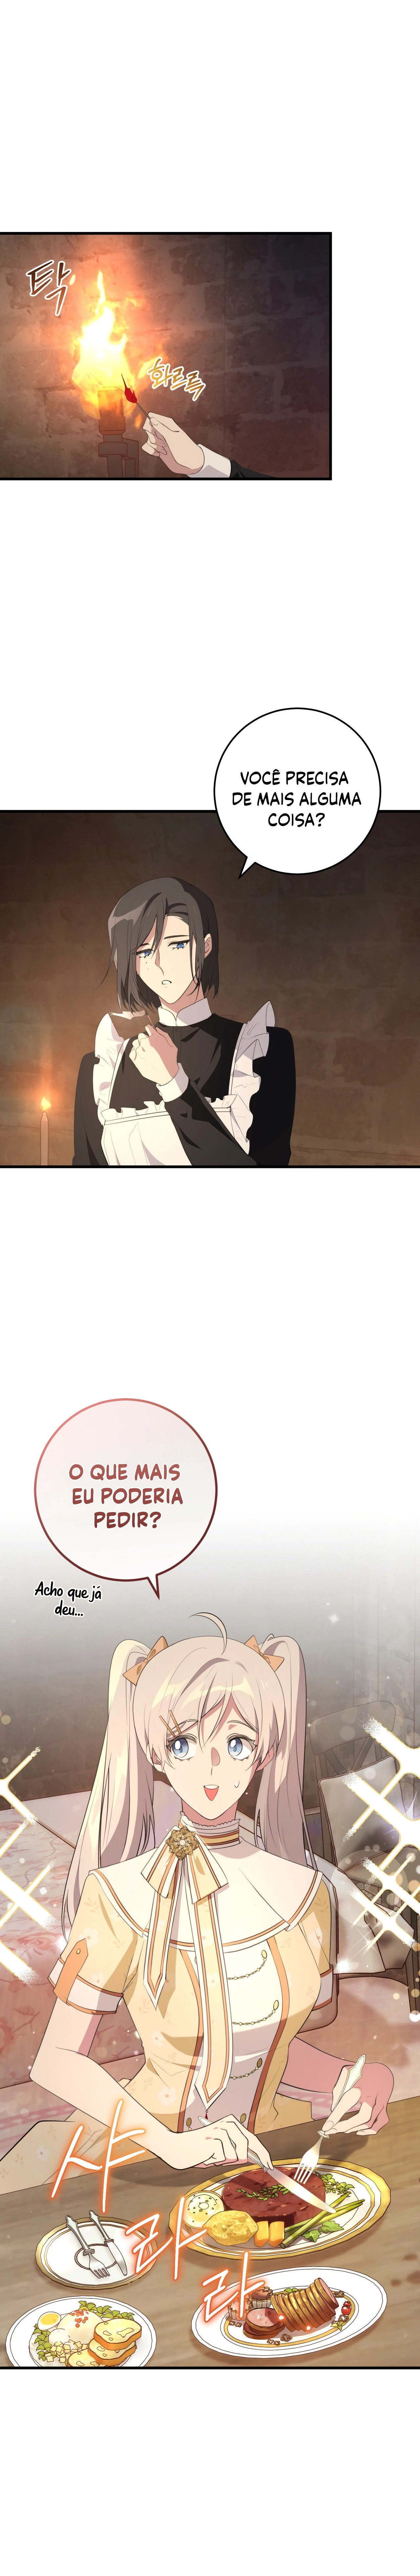 탁
화르륵
VOCÊ PRECISA
DE MAIS ALGUMA
COISA?
O QUE MAIS
EU PODERIA
PEDIR?
Acho que já
deu...
샤
라
라